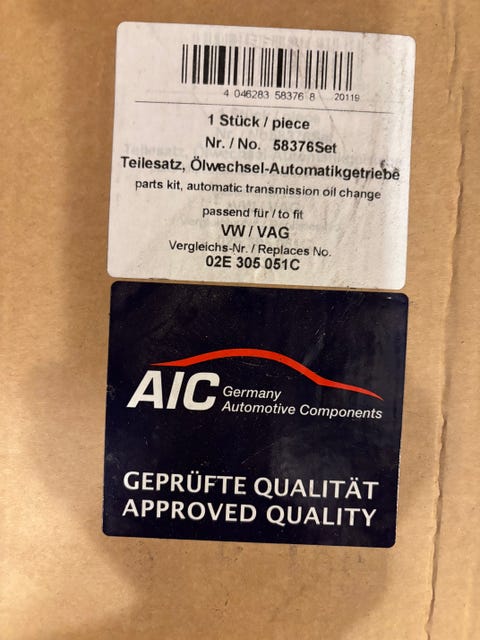 4 046283 58376 8 20119
1 Stück / piece
Nr. / No. 58376Set
Teilesatz, Ölwechsel-Automatikgetriebe
parts kit, automatic transmission oil change
passend für / to fit
VW / VAG
Vergleichs-Nr. / Replaces No.
02E 305 051C
AIC Germany
Automotive Components
GEPRÜFTE QUALITÄT
APPROVED QUALITY